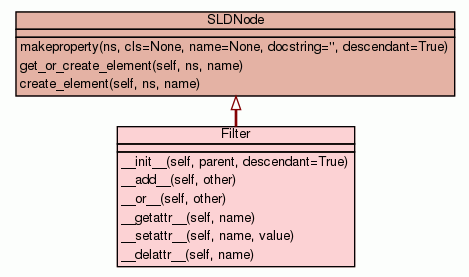 SLDNode
makeproperty(ns, cls=None, name=None, docstring='', descendant=True)
get_or_create_element(self, ns, name)
create_element(self, ns, name)
Filter
__init__(self, parent, descendant=True)
__add__(self, other)
__or__(self, other)
__getattr__(self, name)
__setattr__(self, name, value)
__delattr__(self, name)